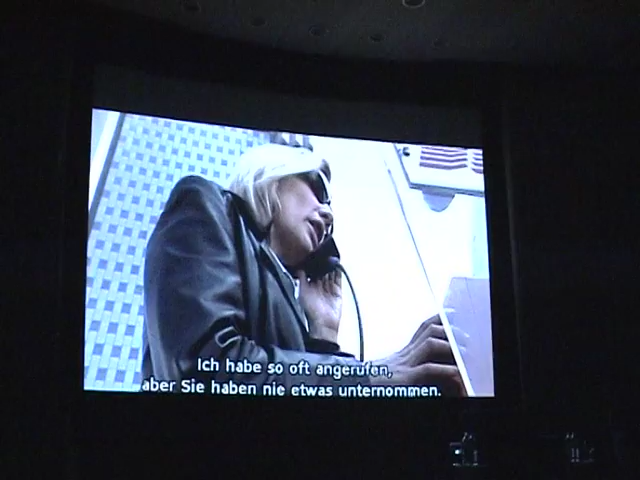 Ich habe so oft angerufen,
aber Sie haben nie etwas unternommen.